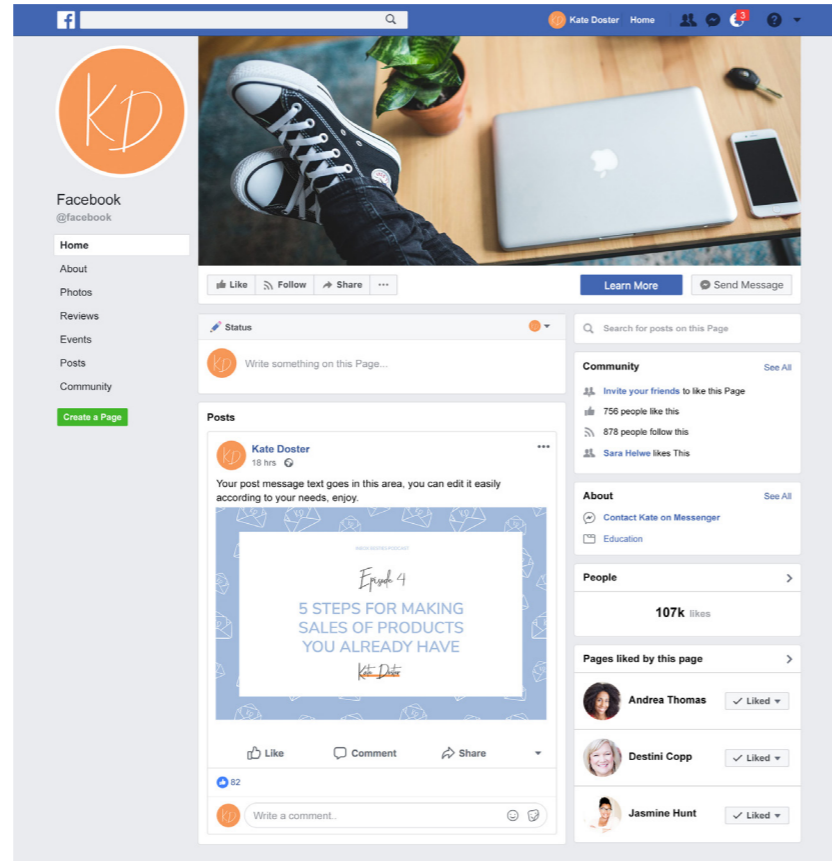 f
Kate Doster
Home
3
?
KD
Facebook
@facebook
Home
About
Photos
Reviews
Events
Posts
Community
Create a Page
Like
Follow
Share
Learn More
Send Message
Status
KD
Write something on this Page...
Posts
KD
Kate Doster
18 hrs
Your post message text goes in this area, you can edit it easily
according to your needs, enjoy.
Episode 4
5 STEPS FOR MAKING
SALES OF PRODUCTS
YOU ALREADY HAVE
Kate Doster
Like
Comment
Share
82
KD
Write a comment..
Search for posts on this Page
Community
See All
Invite your friends to like this Page
756 people like this
878 people follow this
Sara Helwe likes This
About
See All
Contact Kate on Messenger
Education
People
107k likes
Pages liked by this page
Andrea Thomas
Liked
Destini Copp
Liked
Jasmine Hunt
Liked